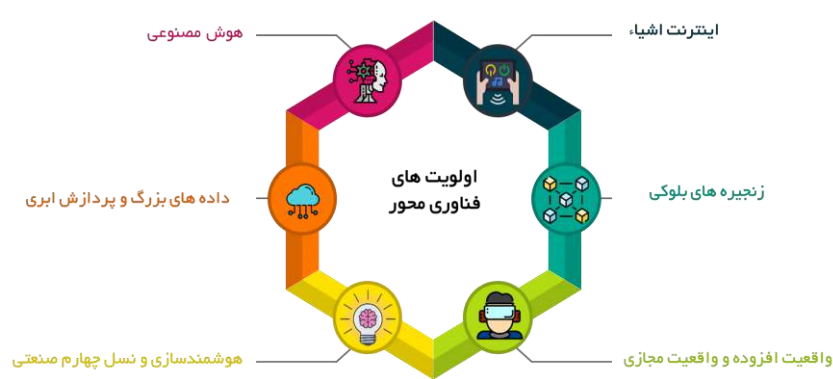 اینترنت اشیاء
هوش مصنوعی
اولویت های
فناوری محور
زنجیره های بلوکی
داده های بزرگ و پردازش ابری
واقعیت افزوده و واقعیت مجازی
هوشمندسازی و نسل چهارم صنعتی